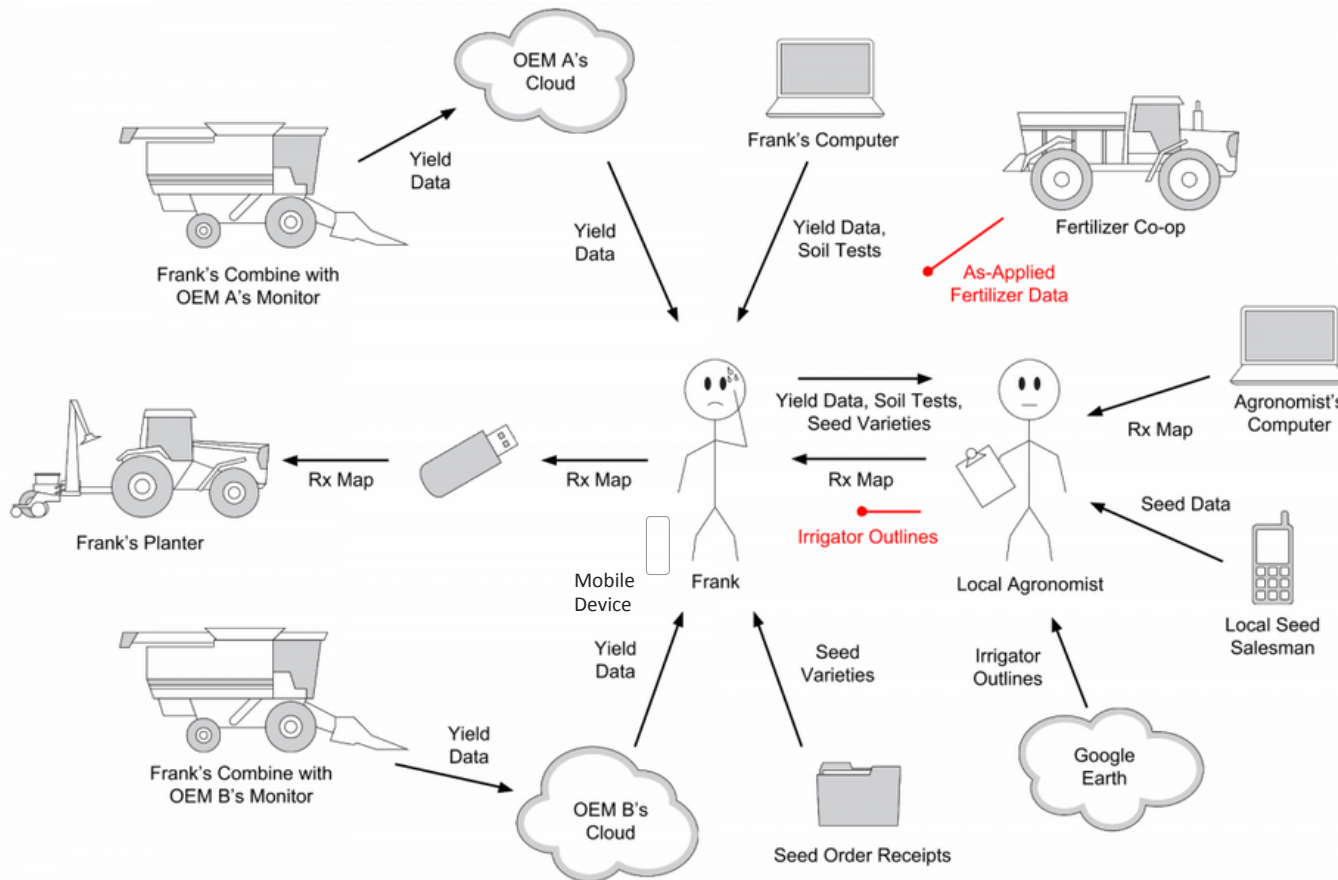 OEM A's
Cloud
Yield
Data
Frank's Combine with
OEM A's Monitor
Yield
Data
Frank's Computer
Yield Data,
Soil Tests
Fertilizer Co-op
As-Applied
Fertilizer Data
Agronomist's
Computer
Rx Map
Yield Data, Soil Tests,
Seed Varieties
Rx Map
Irrigator Outlines
Rx Map
Rx Map
Frank's Planter
Mobile
Device
Frank
Local Agronomist
Seed Data
Local Seed
Salesman
Yield
Data
Seed
Varieties
Irrigator
Outlines
Frank's Combine with
OEM B's Monitor
Yield
Data
OEM B's
Cloud
Seed Order Receipts
Google
Earth